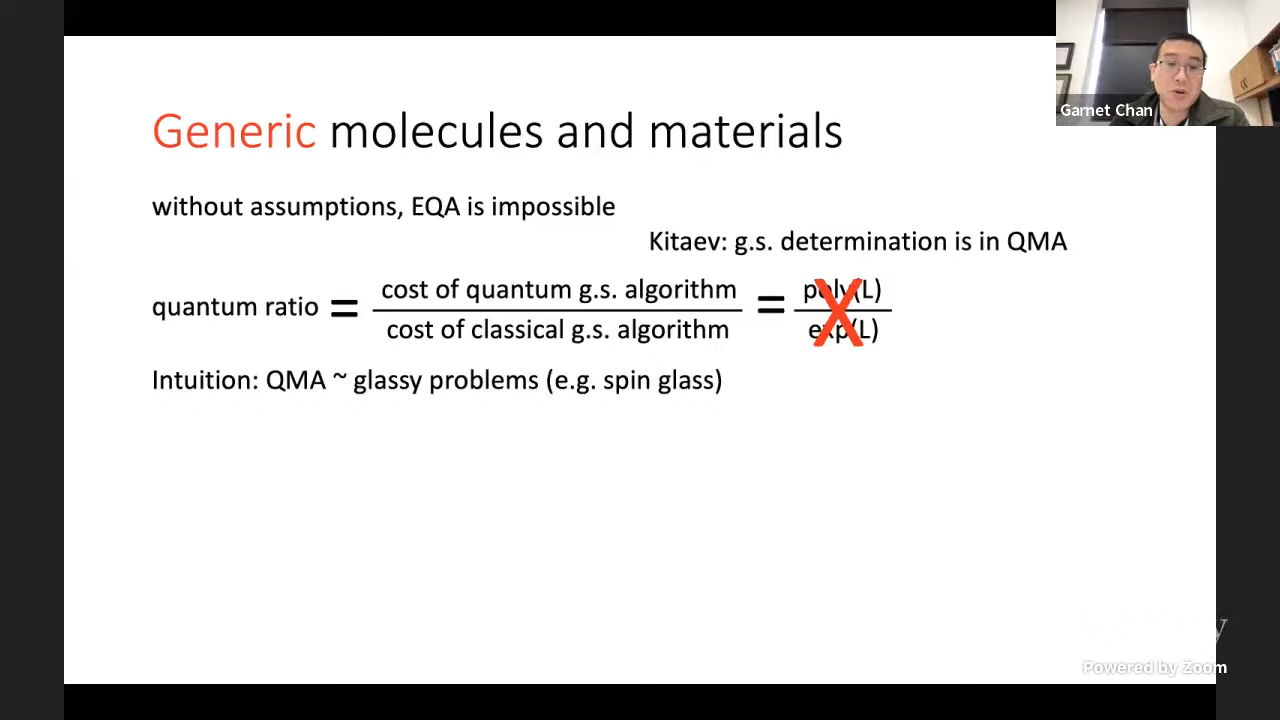 Garnet Chan
Generic molecules and materials
without assumptions, EQA is impossible
Kitaev: g.s. determination is in QMA
quantum ratio = cost of quantum g.s. algorithm = poly(L)
cost of classical g.s. algorithm exp(L)
X
Intuition: QMA ~ glassy problems (e.g. spin glass)
Powered by Zoom